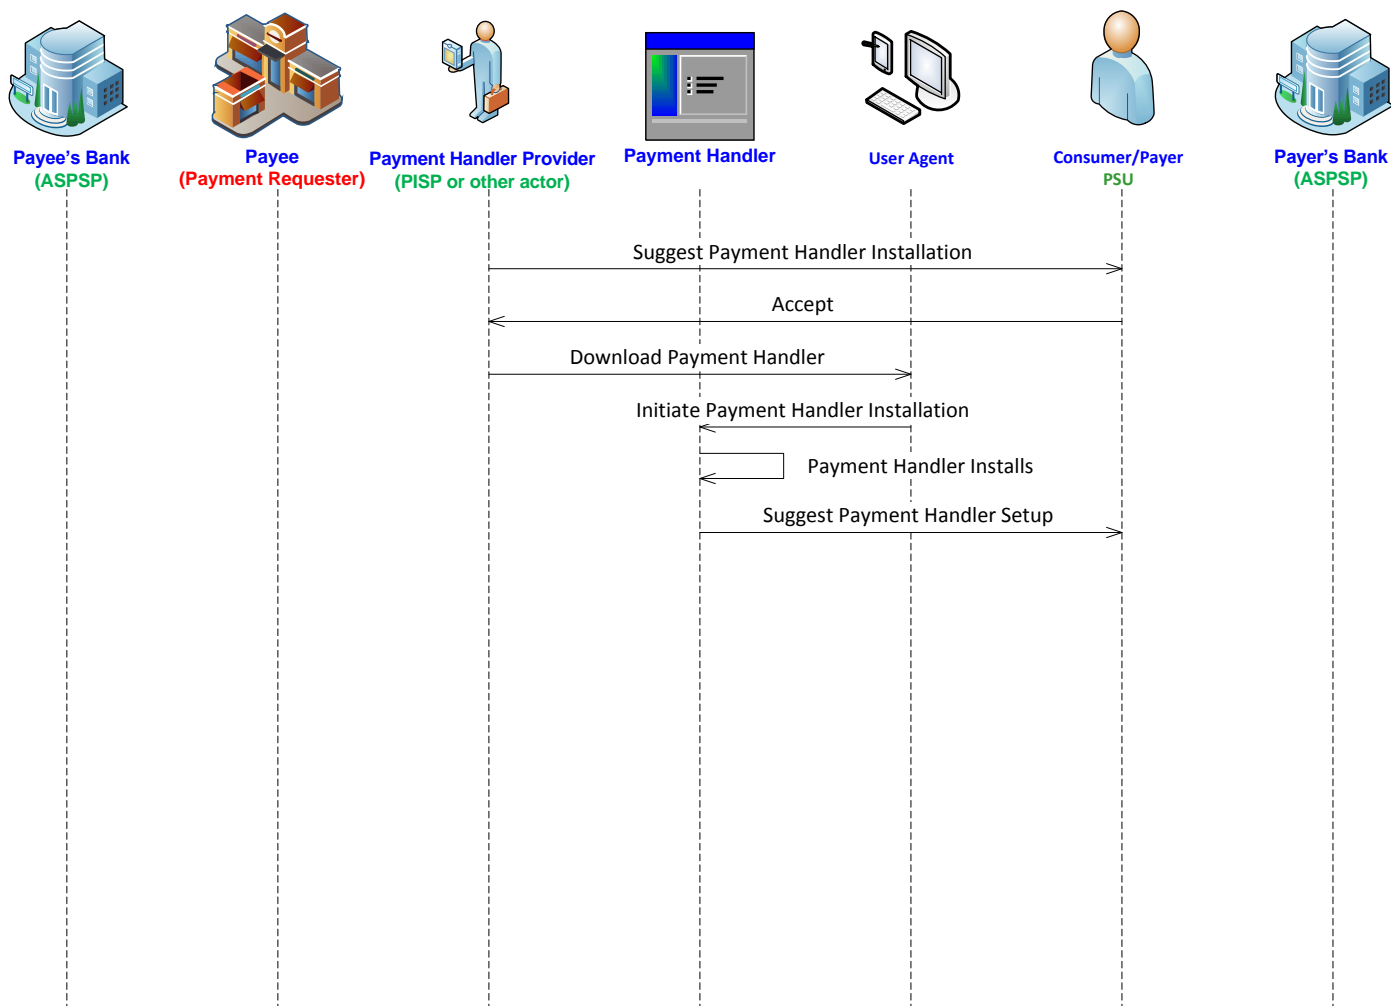 Payee's Bank
(ASPSP)
Payee
(Payment Requester)
Payment Handler Provider
(PISP or other actor)
Payment Handler
User Agent
Consumer/Payer
PSU
Payer's Bank
(ASPSP)
Suggest Payment Handler Installation
Accept
Download Payment Handler
Initiate Payment Handler Installation
Payment Handler Installs
Suggest Payment Handler Setup